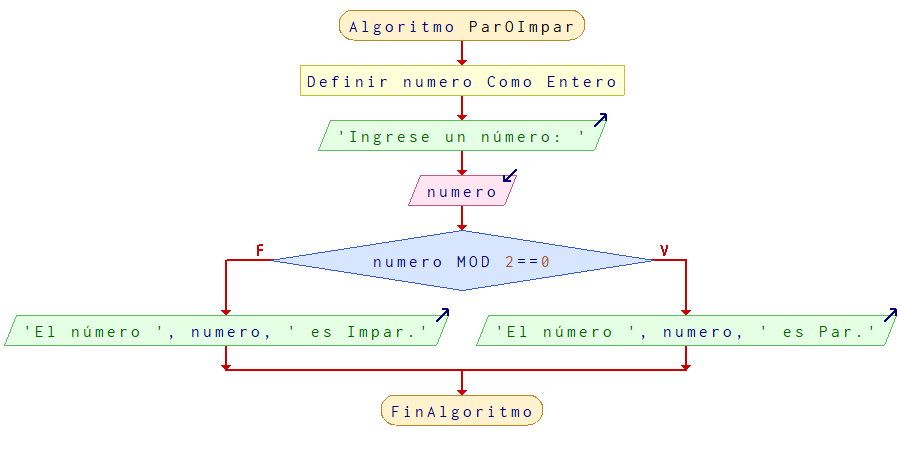 Algoritmo ParOImpar
Definir numero Como Entero
'Ingrese un número: '
numero
F
V
numero MOD 2==0
'El número ', numero, ' es Impar.'
'El número ', numero, ' es Par.'
FinAlgoritmo